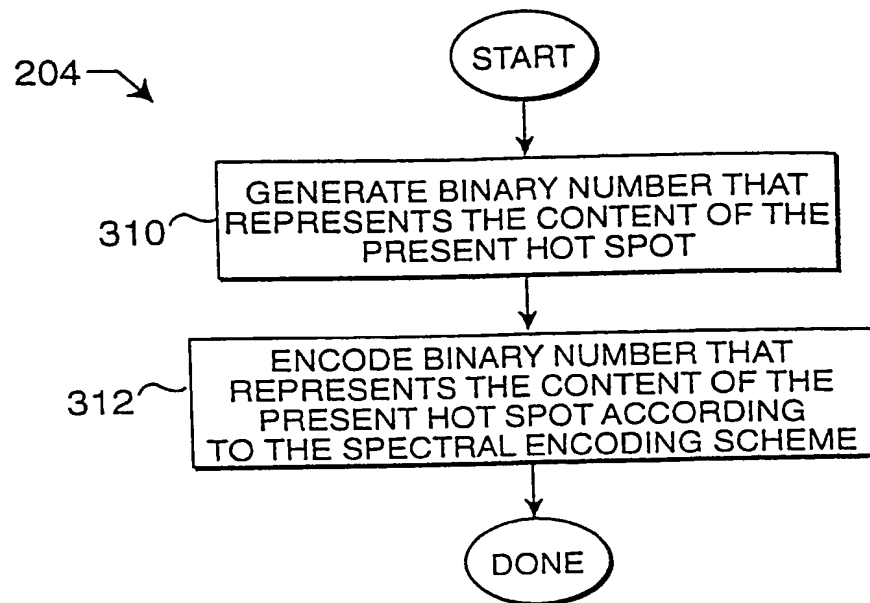 204
START
310
GENERATE BINARY NUMBER THAT
REPRESENTS THE CONTENT OF THE
PRESENT HOT SPOT
312
ENCODE BINARY NUMBER THAT
REPRESENTS THE CONTENT OF THE
PRESENT HOT SPOT ACCORDING
TO THE SPECTRAL ENCODING SCHEME
DONE